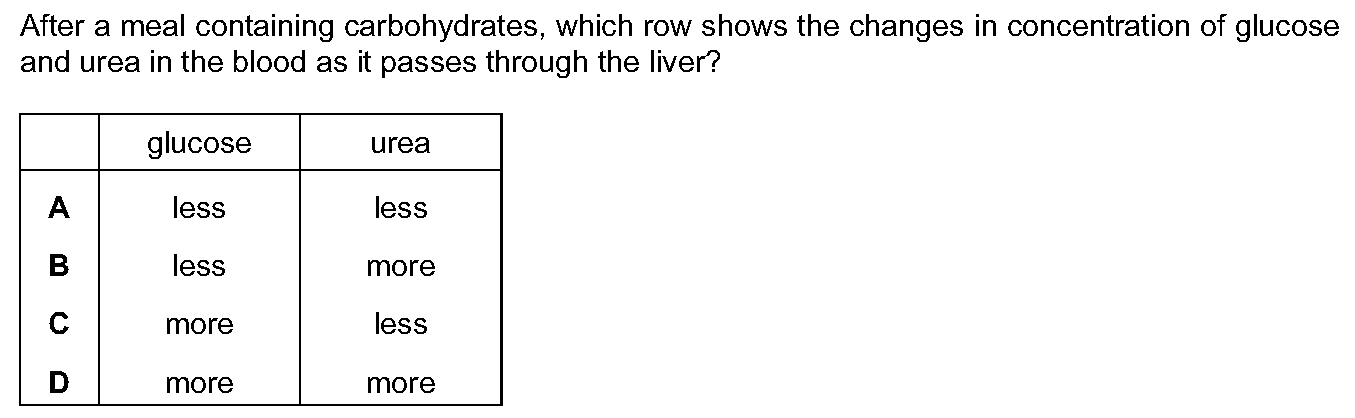 After a meal containing carbohydrates, which row shows the changes in concentration of glucose
and urea in the blood as it passes through the liver?
glucose urea
A less less
B less more
C more less
D more more